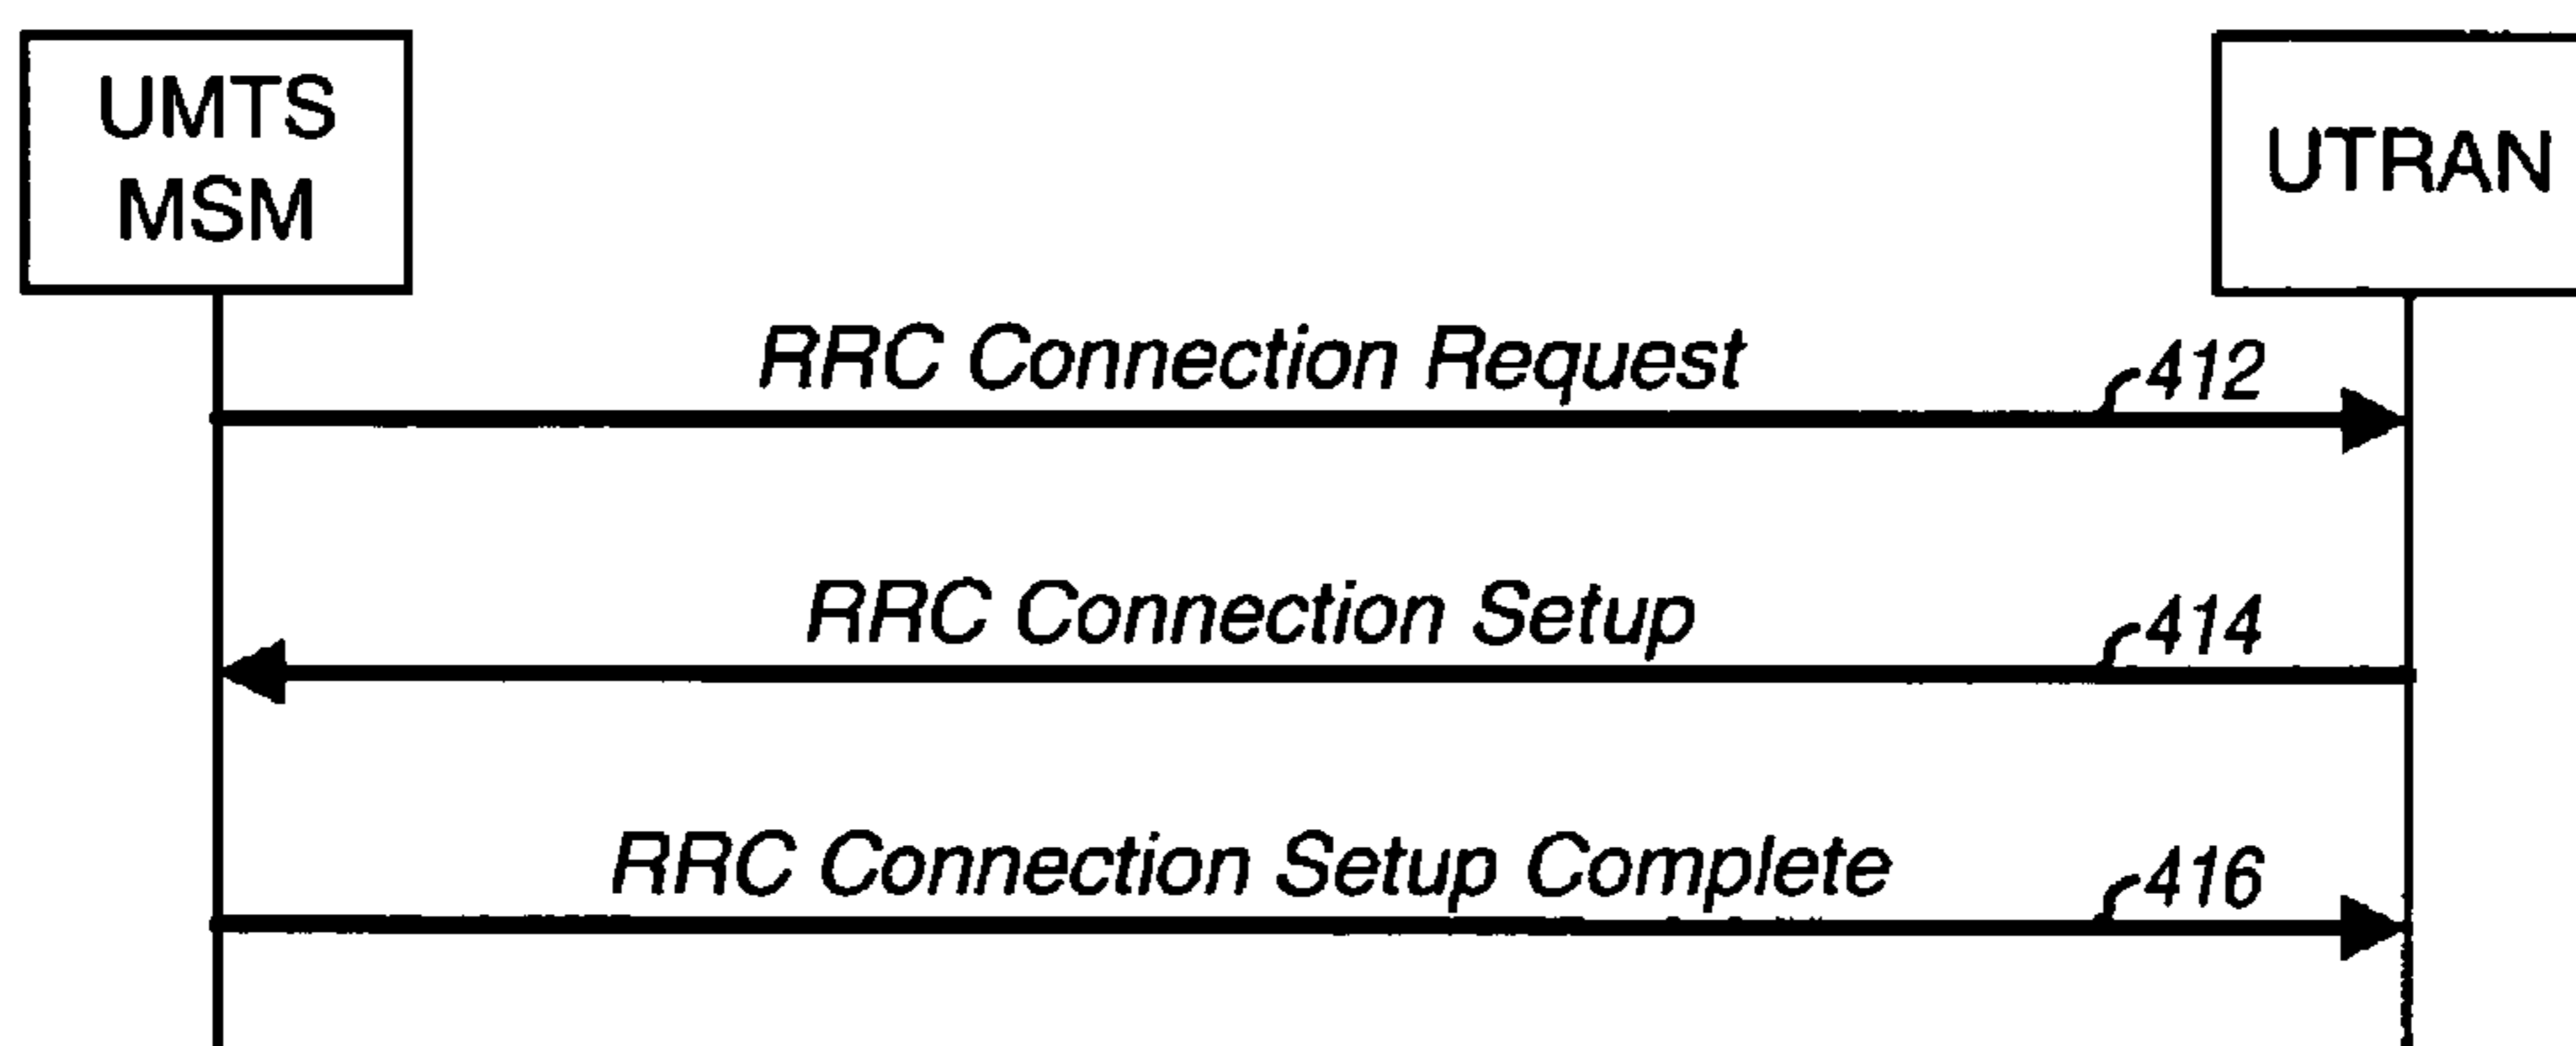 UMTS
MSM
UTRAN
RRC Connection Request
412
RRC Connection Setup
414
RRC Connection Setup Complete
416